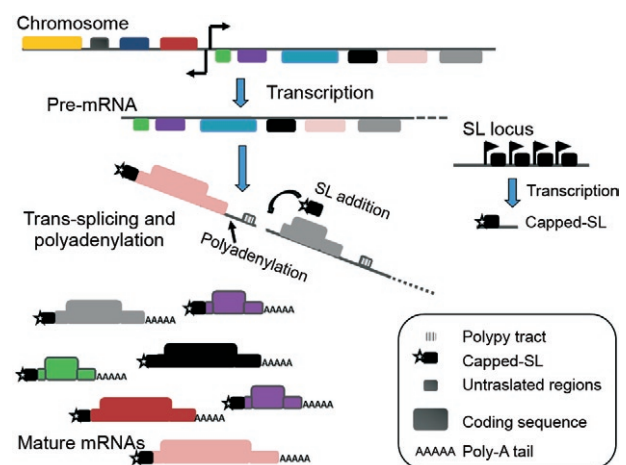 Chromosome
Transcription
Pre-mRNA
SL locus
Transcription
Capped-SL
SL addition
Trans-splicing and
polyadenylation
Polyadenylation
AAAAA
AAAAA
AAAAA
AAAAA
AAAAA
AAAAA
AAAAA
Mature mRNAs
Polypy tract
Capped-SL
Untraslated regions
Coding sequence
AAAAA Poly-A tail